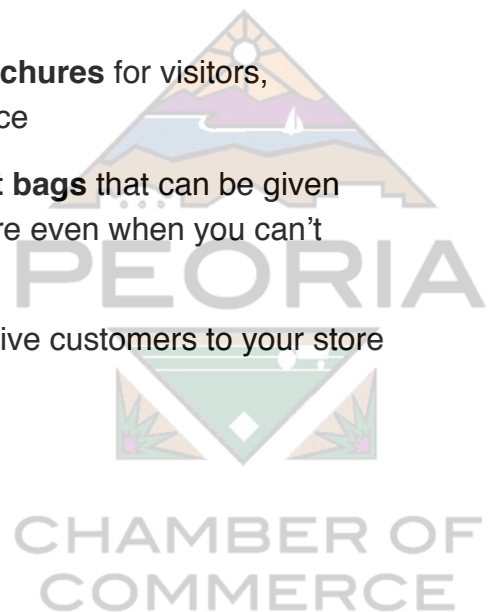 chures for visitors,
ce
t bags that can be given
re even when you can't
PEORIA
ive customers to your store
CHAMBER OF
COMMERCE